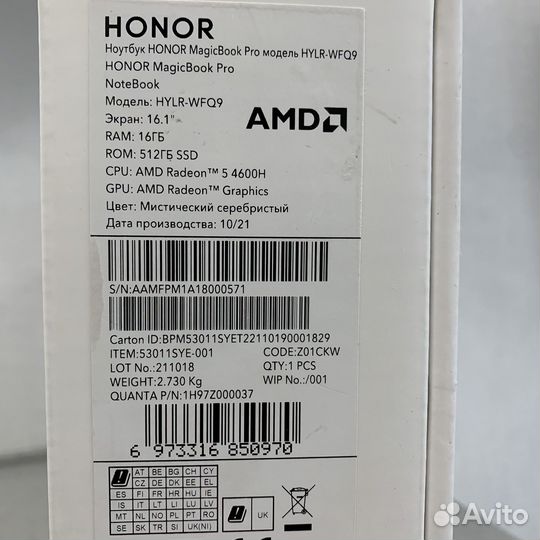 HONOR
Ноутбук HONOR MagicBook Pro модель HYLR-WFQ9
HONOR MagicBook Pro
NoteBook
Модель: HYLR-WFQ9
Экран: 16.1"
AMD
RAM: 16ГБ
ROM: 512ГБ SSD
CPU: AMD Radeon™ 5 4600H
GPU: AMD Radeon™ Graphics
Цвет: Мистический серебристый
Дата производства: 10/21
S/N:AAMFPM1A18000571
Carton ID:BPM53011SYET22110190001829
ITEM:53011SYE-001 CODE:Z01CKW
LOT No.:211018 QTY:1 PCS
WEIGHT:2.730 Kg WIP No.:/001
QUANTA P/N:1H97Z000037
6 973316 850970
AT BE BG CH CY
CZ DE DK EE EL
ES FI FR HR HU IE
IS IT LI LT LU LV
MT NL NO PL PT RO
SE SK TR SI UK(NI)
UK
Avito